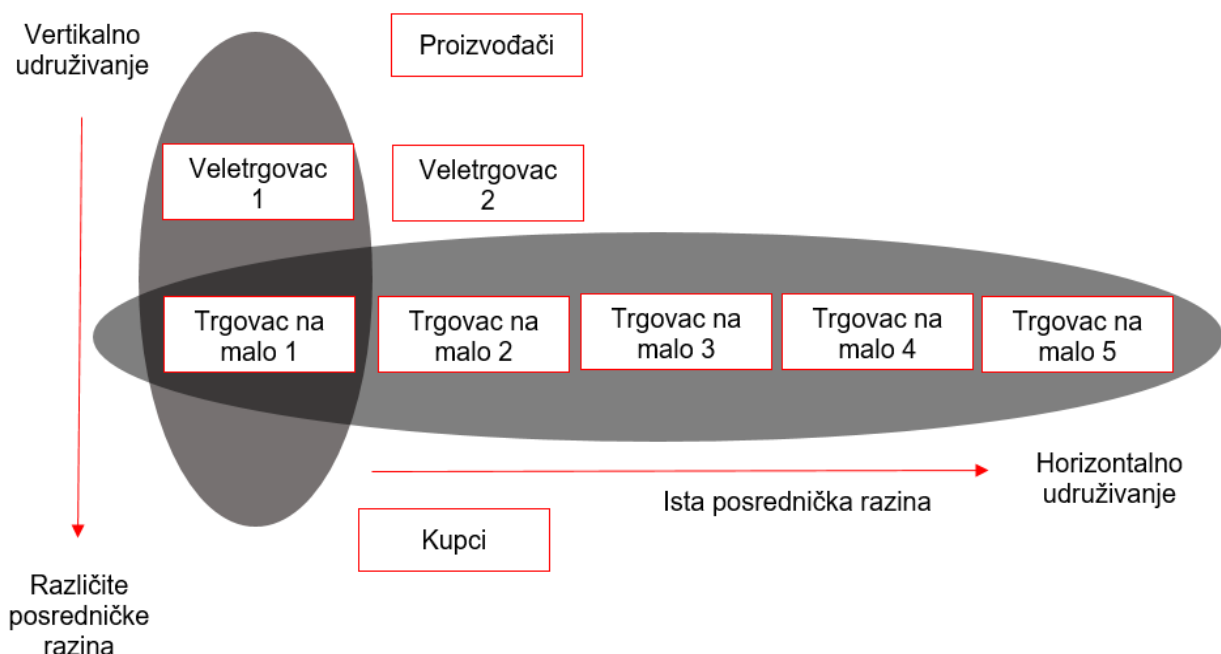 Vertikalno
udruživanje
Proizvođači
Veletrgovac
1
Veletrgovac
2
Trgovac na
malo 1
Trgovac na
malo 2
Trgovac na
malo 3
Trgovac na
malo 4
Trgovac na
malo 5
Horizontalno
udruživanje
Ista posrednička razina
Kupci
Različite
posredničke
razina